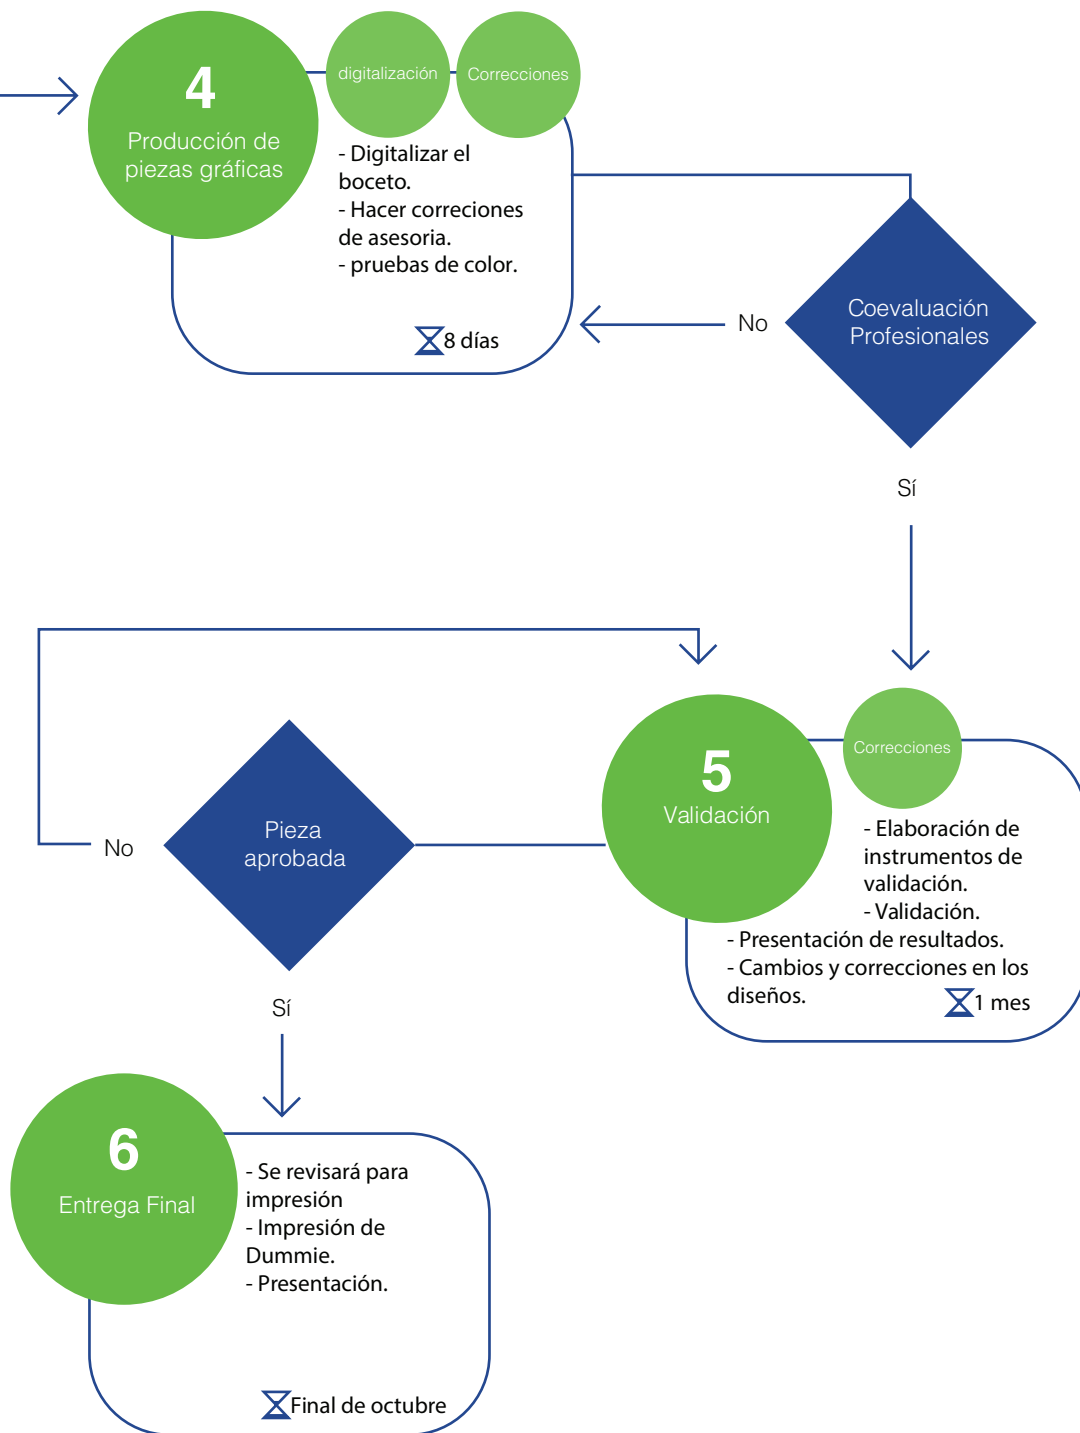 4
Producción de
piezas gráficas
digitalización
Correcciones
- Digitalizar el
boceto.
- Hacer correciones
de asesoria.
- pruebas de color.
8 días
No
Coevaluación
Profesionales
Sí
5
Validación
Correcciones
- Elaboración de
instrumentos de
validación.
- Validación.
- Presentación de resultados.
- Cambios y correcciones en los
diseños.
1 mes
No
Pieza
aprobada
Sí
6
Entrega Final
- Se revisará para
impresión
- Impresión de
Dummie.
- Presentación.
Final de octubre